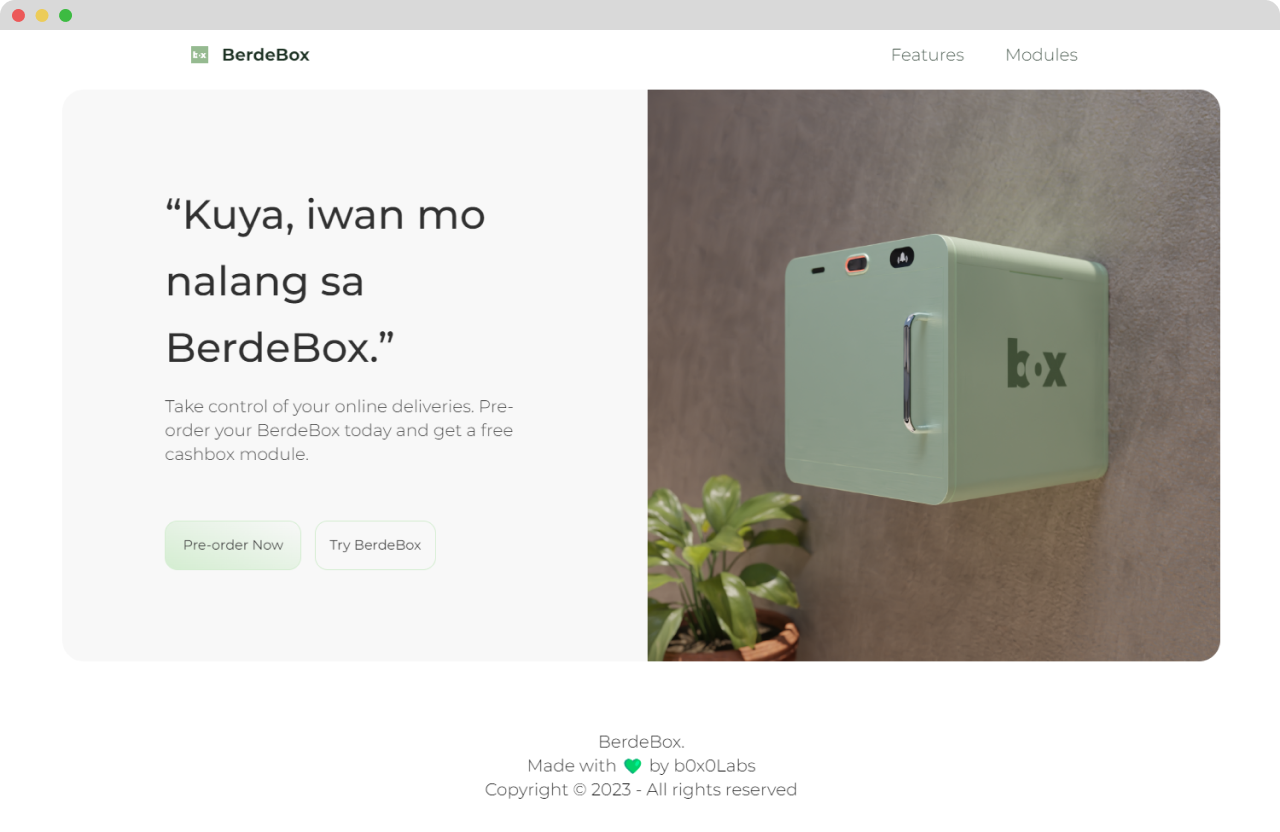 box BerdeBox
Features Modules
“Kuya, iwan mo
nalang sa
BerdeBox.”
Take control of your online deliveries. Pre-
order your BerdeBox today and get a free
cashbox module.
Pre-order Now
Try BerdeBox
box
BerdeBox.
Made with 💚 by b0x0Labs
Copyright © 2023 - All rights reserved